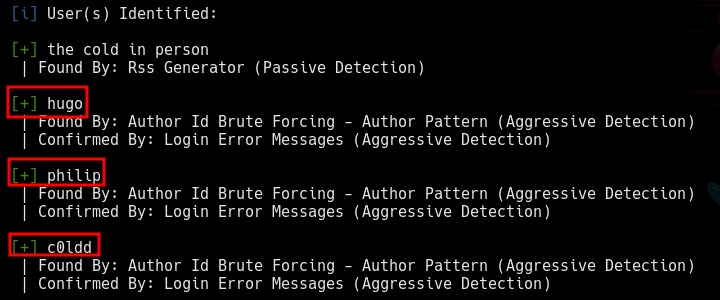 [i] User(s) Identified:
[+] the cold in person
| Found By: Rss Generator (Passive Detection)
[+] hugo
| Found By: Author Id Brute Forcing - Author Pattern (Aggressive Detection)
| Confirmed By: Login Error Messages (Aggressive Detection)
[+] philip
| Found By: Author Id Brute Forcing - Author Pattern (Aggressive Detection)
| Confirmed By: Login Error Messages (Aggressive Detection)
[+] c0ldd
| Found By: Author Id Brute Forcing - Author Pattern (Aggressive Detection)
| Confirmed By: Login Error Messages (Aggressive Detection)